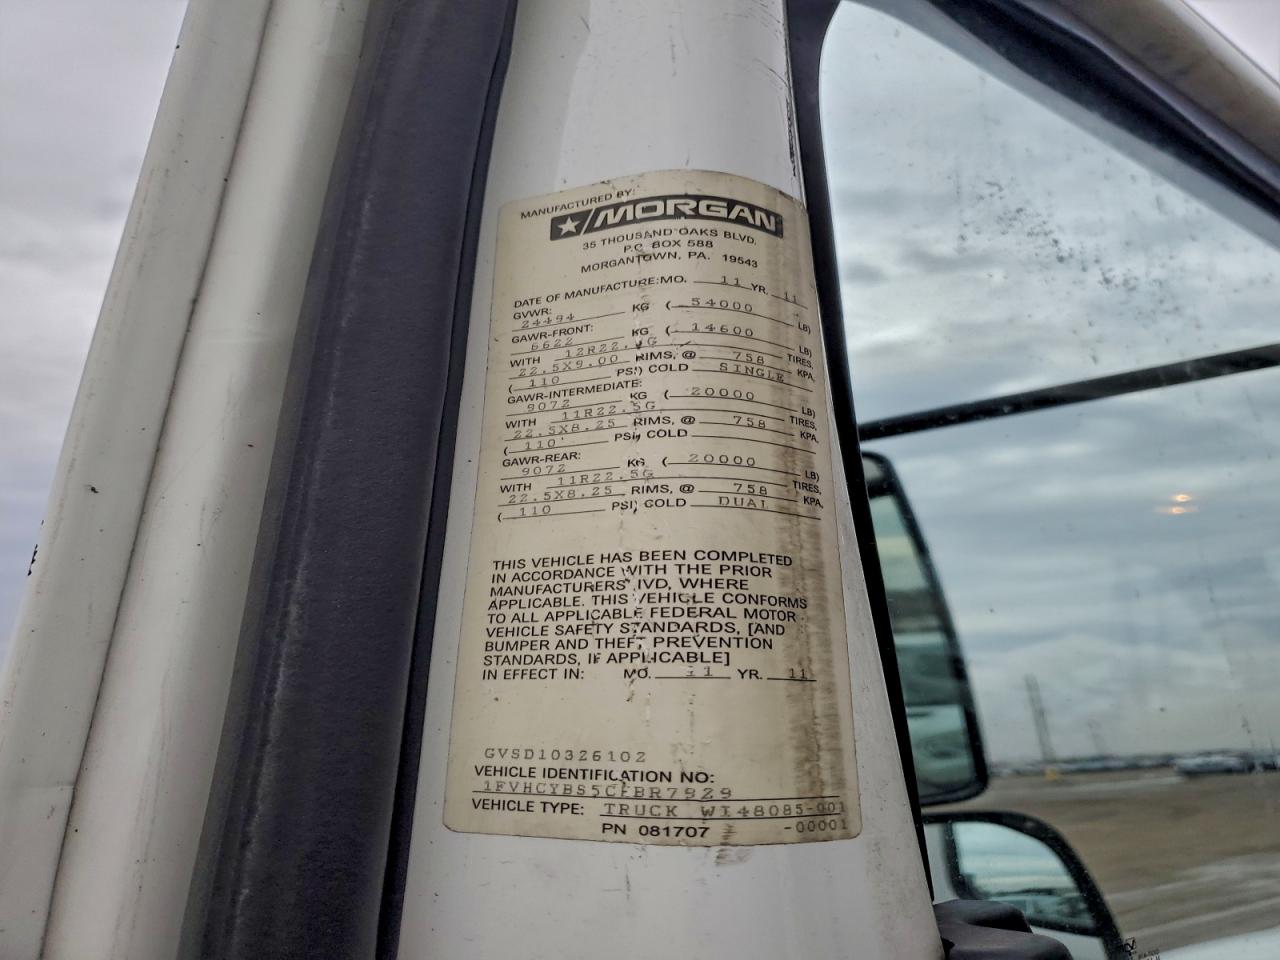 MANUFACTURED BY:
MORGAN
35 THOUSAND OAKS BLVD.
P.O. BOX 588
MORGANTOWN, PA. 19543
DATE OF MANUFACTURE: MO. 11 YR. 11
GVWR:
24494 KG ( 54000 LB)
GAWR-FRONT:
6622 KG ( 14600 LB)
WITH 12R22.5G TIRES,
22.5X9.00 RIMS, @ 758 KPA,
( 110 PSI) COLD SINGLE
GAWR-INTERMEDIATE:
9072 KG ( 20000 LB)
WITH 11R22.5G TIRES,
22.5X8.25 RIMS, @ 758 KPA.
( 110 PSI) COLD
GAWR-REAR:
9072 KG ( 20000 LB)
WITH 11R22.5G TIRES,
22.5X8.25 RIMS, @ 758 KPA,
( 110 PSI) COLD DUAL
THIS VEHICLE HAS BEEN COMPLETED
IN ACCORDANCE WITH THE PRIOR
MANUFACTURERS' IVD, WHERE
APPLICABLE. THIS VEHICLE CONFORMS
TO ALL APPLICABLE FEDERAL MOTOR
VEHICLE SAFETY STANDARDS, [AND
BUMPER AND THEFT PREVENTION
STANDARDS, IF APPLICABLE]
IN EFFECT IN: MO. 11 YR. 11
GVSD10326102
VEHICLE IDENTIFICATION NO:
1FVHCYBS5CHBR7929
VEHICLE TYPE: TRUCK WI48085-001
PN 081707 -00001